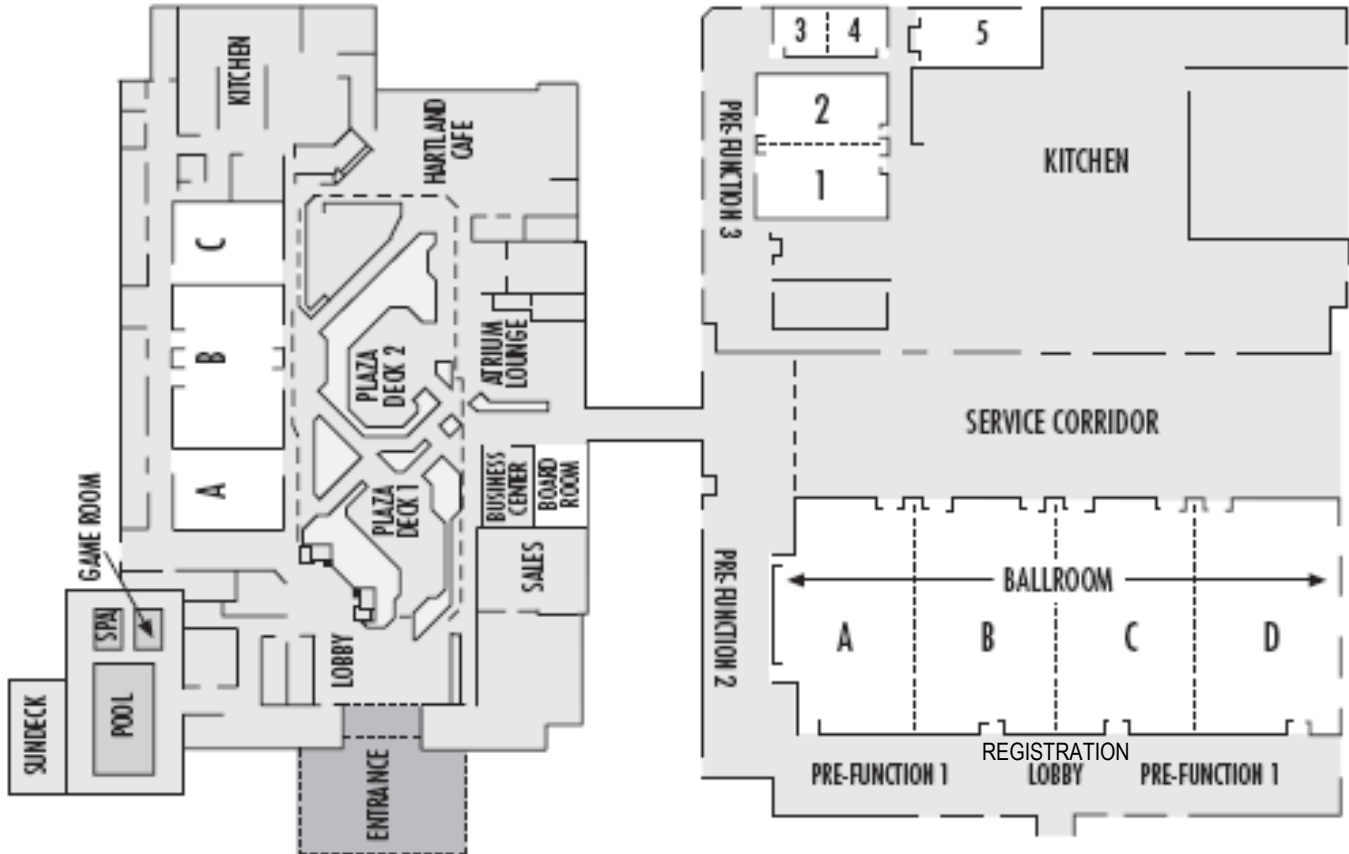 KITCHEN
HARTLAND
CAFE
C
B
A
PLAZA
DECK 2
ATRIUM
LOUNGE
PLAZA
DECK 1
BUSINESS
CENTER
BOARD
ROOM
SALES
GAME ROOM
SPA
POOL
SUNDECK
LOBBY
ENTRANCE
3
4
5
2
1
PRE-FUNCTION 3
KITCHEN
SERVICE CORRIDOR
PRE-FUNCTION 2
BALLROOM
A
B
C
D
REGISTRATION
PRE-FUNCTION 1
LOBBY
PRE-FUNCTION 1